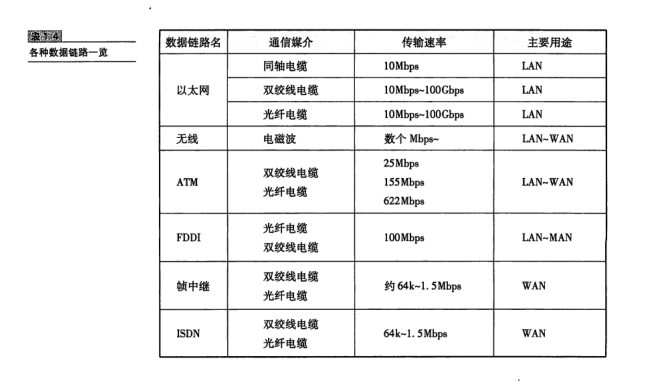 表1.4
各种数据链路一览
数据链路名 通信媒介 传输速率 主要用途
以太网
同轴电缆 10Mbps LAN
双绞线电缆 10Mbps~100Gbps LAN
光纤电缆 10Mbps~100Gbps LAN
无线 电磁波 数个 Mbps~ LAN~WAN
ATM
双绞线电缆
光纤电缆
25Mbps
155Mbps
622Mbps
LAN~WAN
FDDI
光纤电缆
双绞线电缆
100Mbps
LAN~MAN
帧中继
双绞线电缆
光纤电缆
约 64k~1.5Mbps
WAN
ISDN
双绞线电缆
光纤电缆
64k~1.5Mbps
WAN